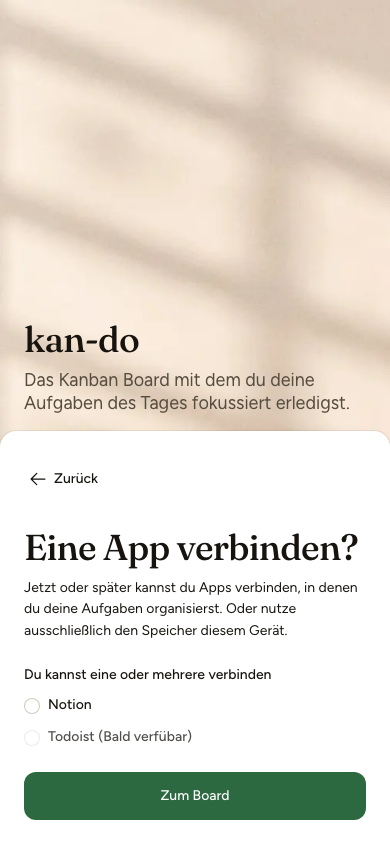 kan-do
Das Kanban Board mit dem du deine
Aufgaben des Tages fokussiert erledigst.
Zurück
Eine App verbinden?
Jetzt oder später kannst du Apps verbinden, in denen
du deine Aufgaben organisierst. Oder nutze
ausschließlich den Speicher diesem Gerät.
Du kannst eine oder mehrere verbinden
Notion
Todoist (Bald verfübar)
Zum Board